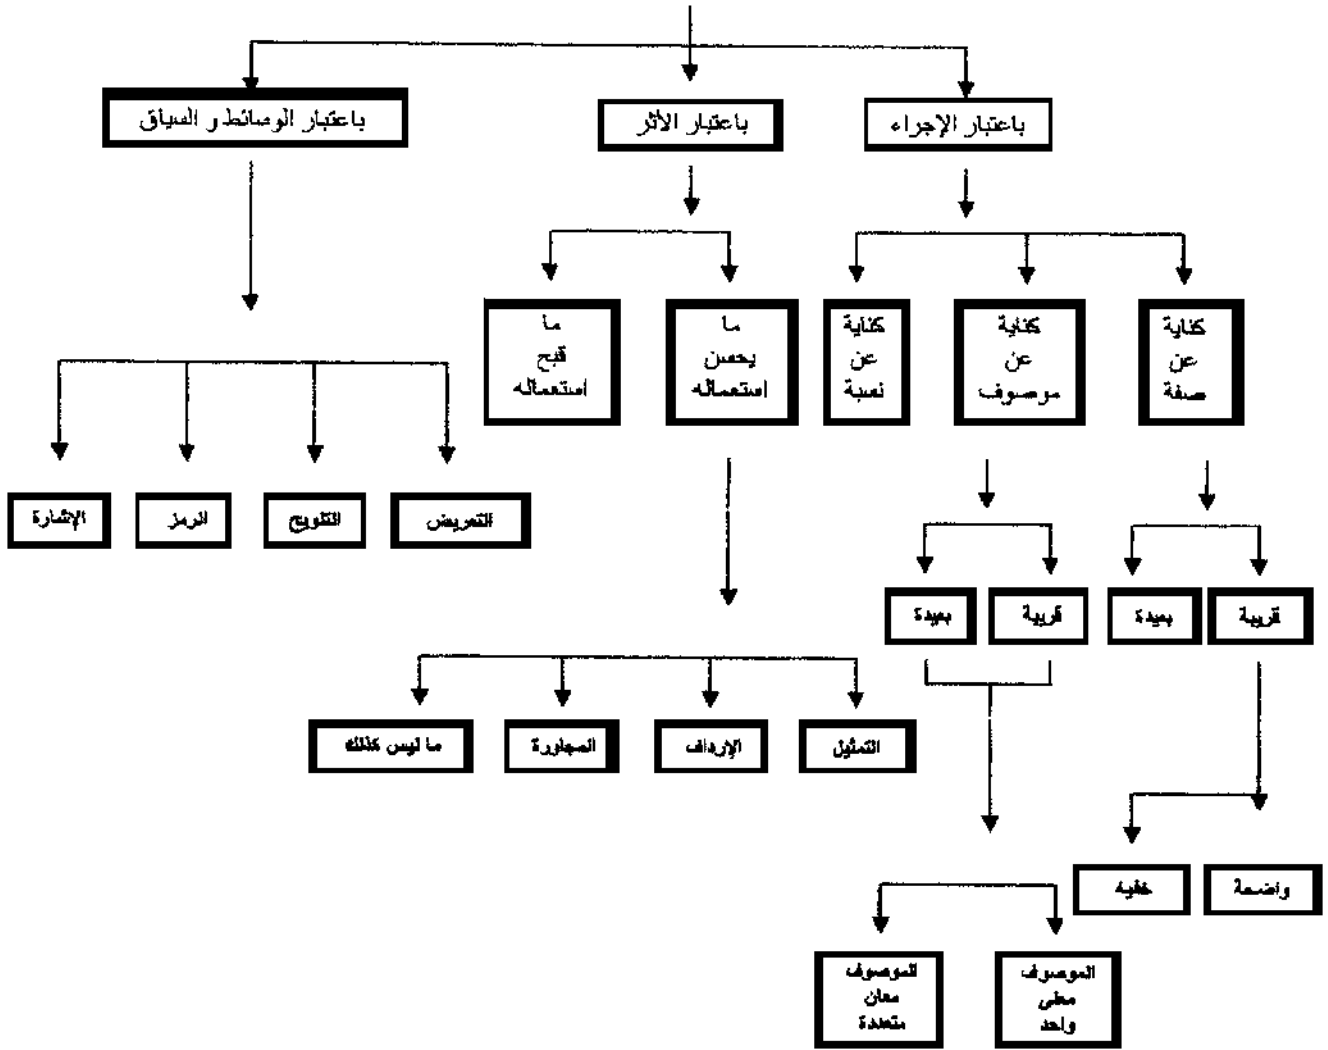 باعتبار الإجراء
باعتبار الأثر
باعتبار الوسائط و السياق
كناية
عن
صفة
كناية
عن
موصوف
كناية
عن
نسبة
ما
يحسن
استعماله
ما
قبح
استعماله
التعريض
التلويح
الرمز
الإشارة
قريبة
بعيدة
قريبة
بعيدة
التمثيل
الإرداف
المجاورة
ما ليس كذلك
واضحة
خفيه
الموصوف
معنى
واحد
الموصوف
معان
متعددة